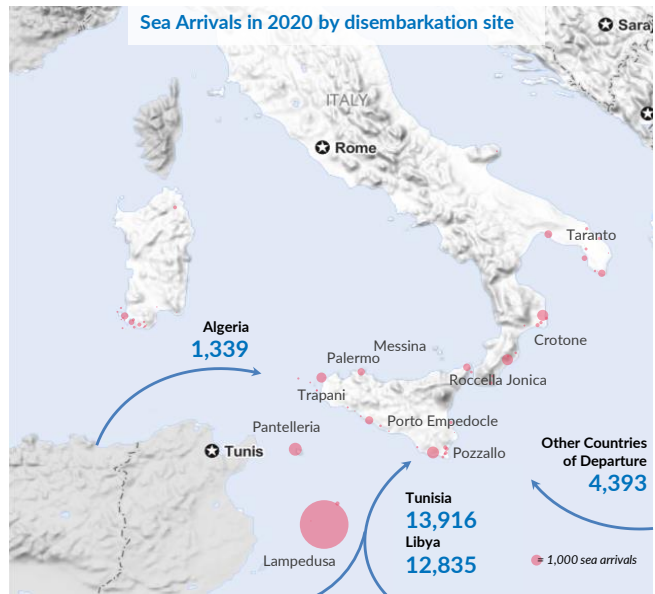 Sea Arrivals in 2020 by disembarkation site
Sara
ITALY
Rome
Taranto
Algeria
1,339
Messina
Crotone
Palermo
Roccella Jonica
Trapani
Pantelleria
Porto Empedocle
Tunis
Pozzallo
Other Countries
of Departure
4,393
Tunisia
13,916
Libya
12,835
Lampedusa
= 1,000 sea arrivals